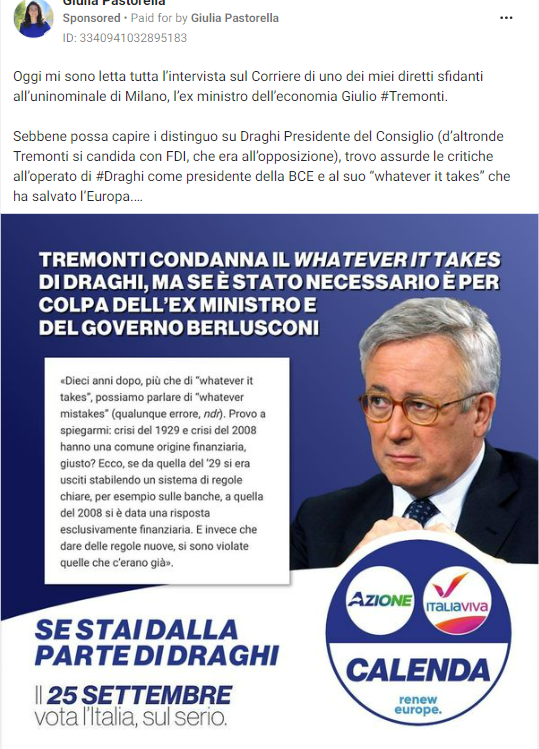 Giulia Pastorella
Sponsored • Paid for by Giulia Pastorella
ID: 3340941032895183
Oggi mi sono letta tutta l'intervista sul Corriere di uno dei miei diretti sfidanti
all'uninominale di Milano, l'ex ministro dell'economia Giulio #Tremonti.
Sebbene possa capire i distinguo su Draghi Presidente del Consiglio (d'altronde
Tremonti si candida con FDI, che era all'opposizione), trovo assurde le critiche
all'operato di #Draghi come presidente della BCE e al suo "whatever it takes" che
ha salvato l'Europa....
TREMONTI CONDANNA IL WHATEVER IT TAKES
DI DRAGHI, MA SE È STATO NECESSARIO È PER
COLPA DELL'EX MINISTRO E
DEL GOVERNO BERLUSCONI
«Dieci anni dopo, più che di "whatever it
takes", possiamo parlare di "whatever
mistakes" (qualunque errore, ndr). Provo a
spiegarmi: crisi del 1929 e crisi del 2008
hanno una comune origine finanziaria,
giusto? Ecco, se da quella del '29 si era
usciti stabilendo un sistema di regole
chiare, per esempio sulle banche, a quella
del 2008 si è data una risposta
esclusivamente finanziaria. E invece che
dare delle regole nuove, si sono violate
quelle che c'erano già».
AZIONE
ITALIAVIVA
CALENDA
renew
europe.
SE STAI DALLA
PARTE DI DRAGHI
Il 25 SETTEMBRE
vota l'Italia, sul serio.